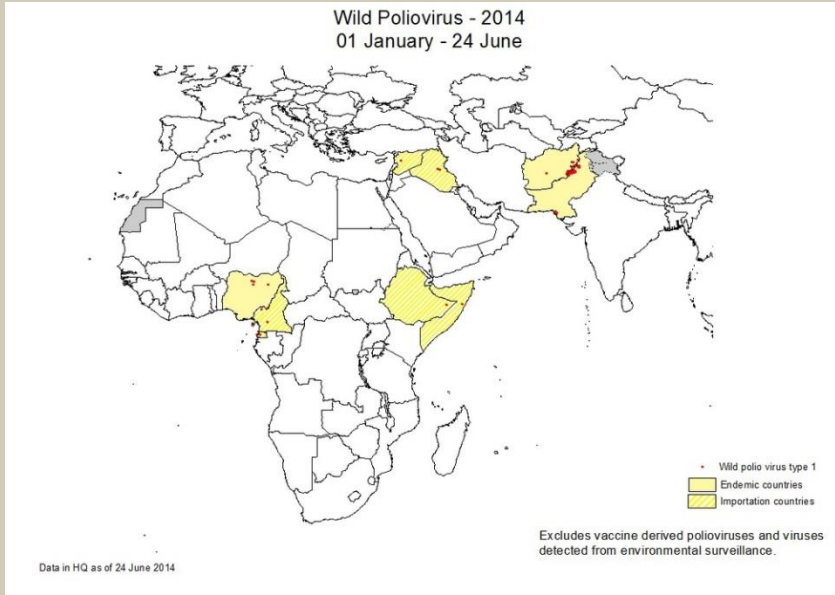 Wild Poliovirus - 2014
01 January - 24 June
Wild polio virus type 1
Endemic countries
Importation countries
Excludes vaccine derived polioviruses and viruses
detected from environmental surveillance.
Data in HQ as of 24 June 2014